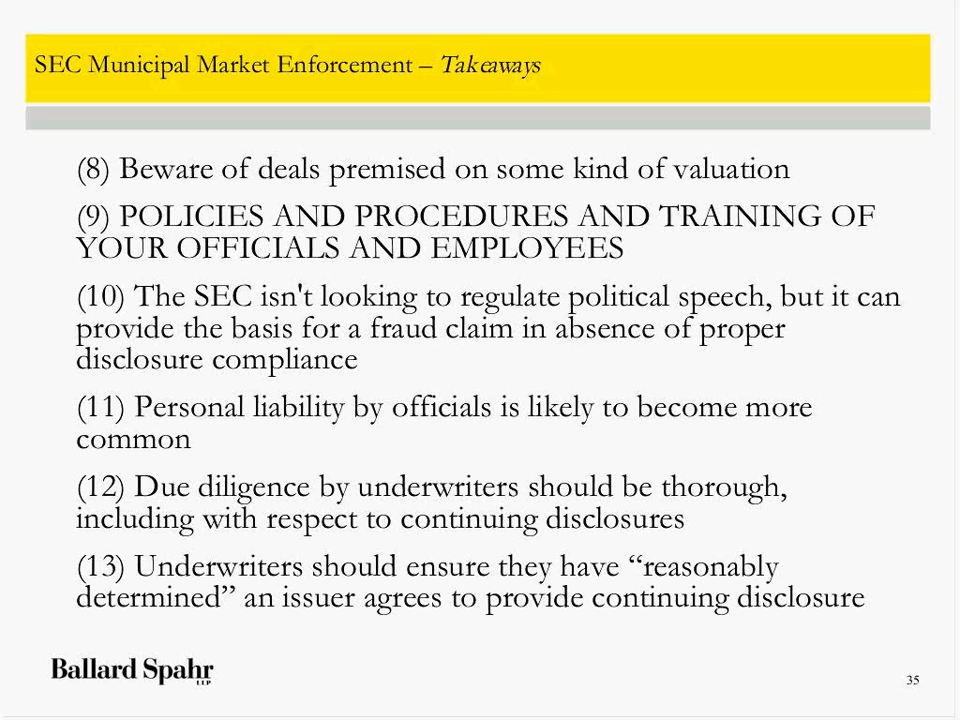 SEC Municipal Market Enforcement – Takeaways
(8) Beware of deals premised on some kind of valuation
(9) POLICIES AND PROCEDURES AND TRAINING OF
YOUR OFFICIALS AND EMPLOYEES
(10) The SEC isn't looking to regulate political speech, but it can
provide the basis for a fraud claim in absence of proper
disclosure compliance
(11) Personal liability by officials is likely to become more
common
(12) Due diligence by underwriters should be thorough,
including with respect to continuing disclosures
(13) Underwriters should ensure they have “reasonably
determined” an issuer agrees to provide continuing disclosure
Ballard Spahr
LLP
35